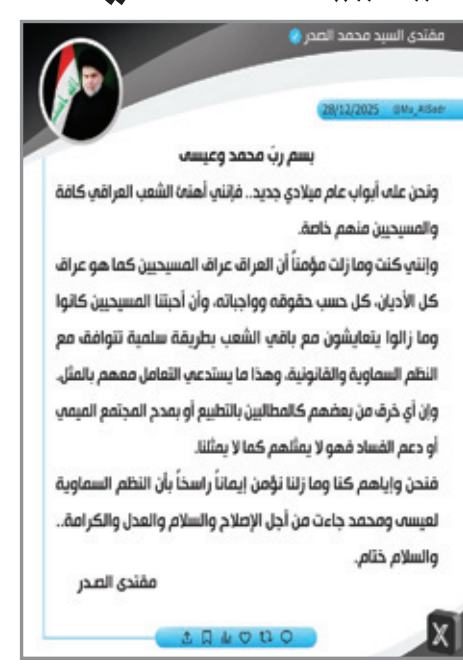 مقتدى السيد محمد الصدر
28/12/2025 @Mu_AlSadr
بسم ربّ محمد وعيسى
ونحن على أبواب عام ميلادي جديد.. فإنني أهنئ الشعب العراقي كافة
والمسيحيين منهم خاصة.
وإنني كنت وما زلت مؤمناً أن العراق عراق المسيحيين كما هو عراق
كل الأديان، كل حسب حقوقه وواجباته، وأن أحبتنا المسيحيين كانوا
وما زالوا يتعايشون مع باقي الشعب بطريقة سلمية تتوافق مع
النظم السماوية والقانونية، وهذا ما يستدعي التعامل معهم بالمثل.
وإن أي خرق من بعضهم كالمطالبين بالتطبيع أو بمدح المجتمع الميمي
أو دعم الفساد فهو لا يمثلهم كما لا يمثلنا.
فنحن وإياهم كنا وما زلنا نؤمن إيماناً راسخاً بأن النظم السماوية
لعيسى ومحمد جاءت من أجل الإصلاح والسلام والعدل والكرامة..
والسلام ختام.
مقتدى الصدر
X